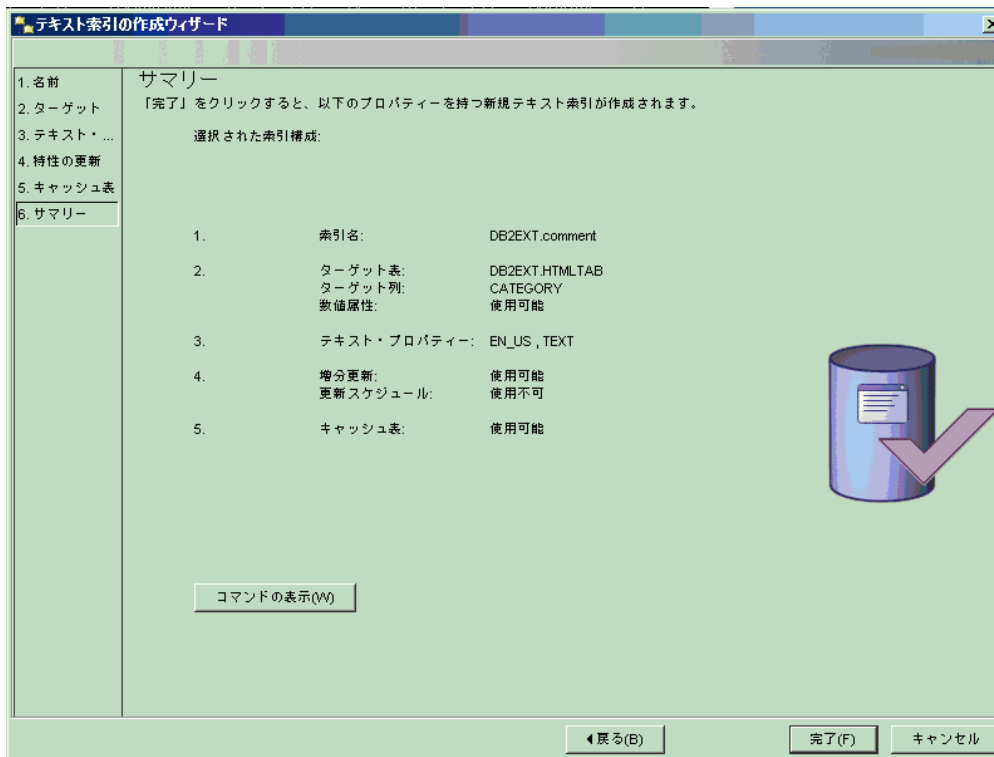 テキスト索引の作成ウィザード
1. 名前
2. ターゲット
3. テキスト・...
4. 特性の更新
5. キャッシュ表
6. サマリー
サマリー
「完了」をクリックすると、以下のプロパティーを持つ新規テキスト索引が作成されます。
選択された索引構成:
1. 索引名: DB2EXT.comment
2. ターゲット表: DB2EXT.HTMLTAB
ターゲット列: CATEGORY
数値属性: 使用可能
3. テキスト・プロパティー: EN_US , TEXT
4. 増分更新: 使用可能
更新スケジュール: 使用不可
5. キャッシュ表: 使用可能
コマンドの表示(W)
戻る(B) 完了(F) キャンセル